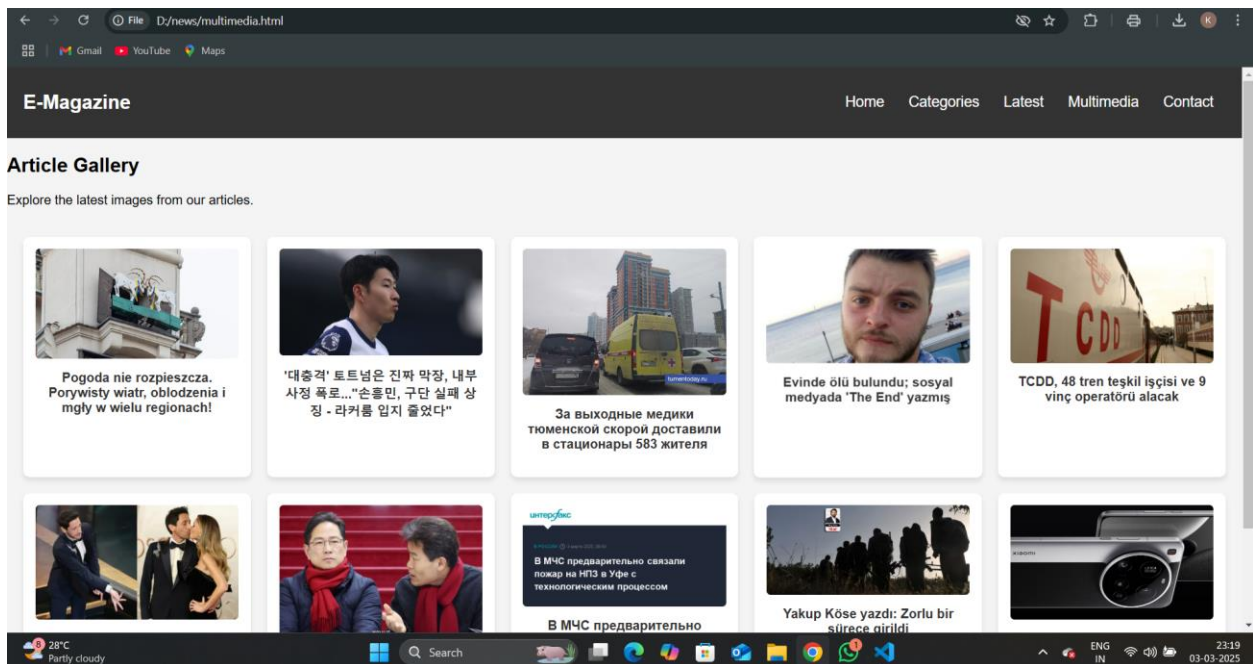 File
D:/news/multimedia.html
K
Gmail
YouTube
Maps
E-Magazine
Home
Categories
Latest
Multimedia
Contact
Article Gallery
Explore the latest images from our articles.
Pogoda nie rozpieszcza.
Porywisty wiatr, oblodzenia i
mgły w wielu regionach!
'대충격' 토트넘은 진짜 막장, 내부
사정 폭로..."손흥민, 구단 실패 상
징 - 라커룸 입지 줄었다"
tumentoday.ru
За выходные медики
тюменской скорой доставили
в стационары 583 жителя
Evinde ölü bulundu; sosyal
medyada 'The End' yazmış
TCDD
TCDD, 48 tren teşkil işçisi ve 9
vinç operatörü alacak
интерфакс
В МЧС предварительно связали
пожар на НПЗ в Уфе с
технологическим процессом
В МЧС предварительно
Yakup Köse yazdı: Zorlu bir
sürece girildi
xiaomi
8
28°C
Partly cloudy
Search
ENG
IN
23:19
03-03-2025